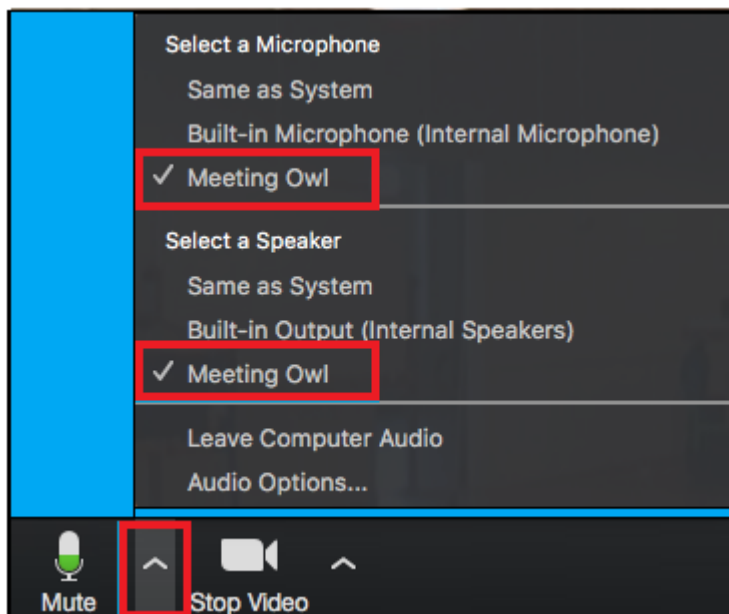 Select a Microphone
Same as System
Built-in Microphone (Internal Microphone)
✓ Meeting Owl
Select a Speaker
Same as System
Built-in Output (Internal Speakers)
✓ Meeting Owl
Leave Computer Audio
Audio Options...
Mute Stop Video